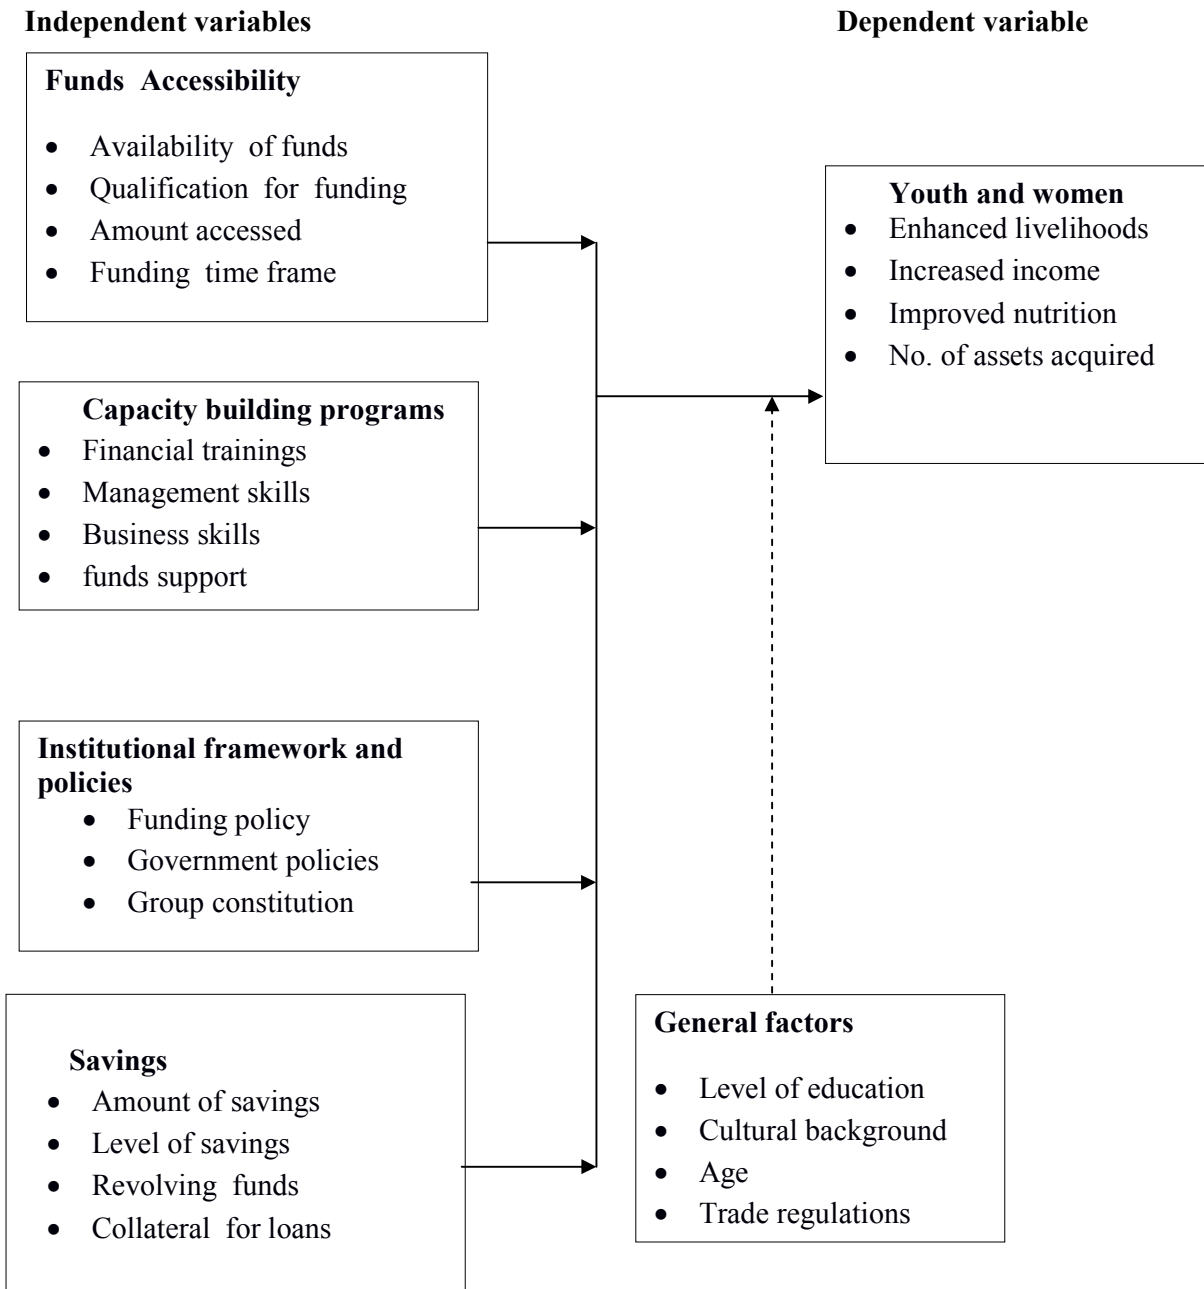 Independent variables
Dependent variable
Funds Accessibility
• Availability of funds
• Qualification for funding
• Amount accessed
• Funding time frame
Youth and women
• Enhanced livelihoods
• Increased income
• Improved nutrition
• No. of assets acquired
Capacity building programs
• Financial trainings
• Management skills
• Business skills
• funds support
Institutional framework and
policies
• Funding policy
• Government policies
• Group constitution
Savings
• Amount of savings
• Level of savings
• Revolving funds
• Collateral for loans
General factors
• Level of education
• Cultural background
• Age
• Trade regulations